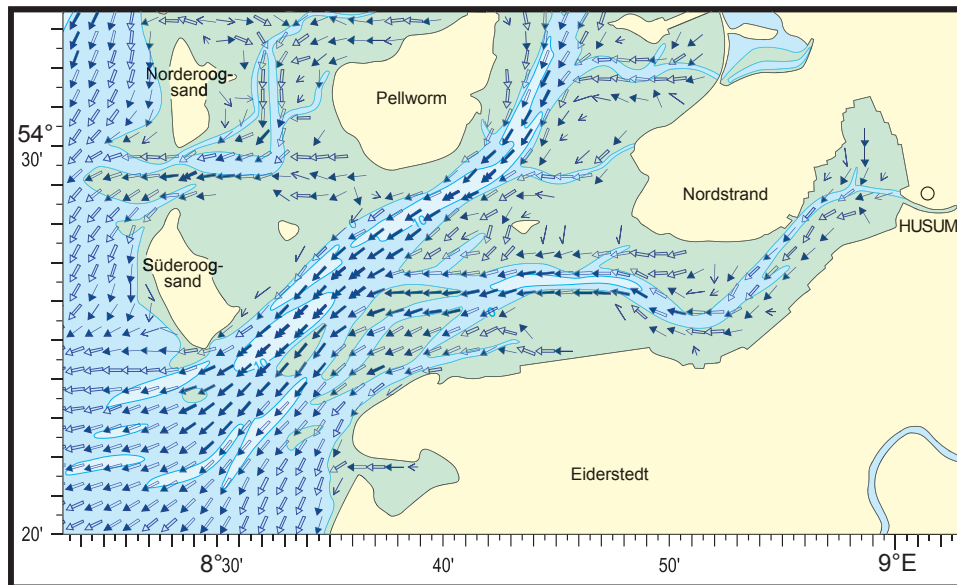 Norderoog-
sand
Pellworm
54°
30'
Nordstrand
HUSUM
Süderoog-
sand
Eiderstedt
20'
8°30'
40'
50'
9°E